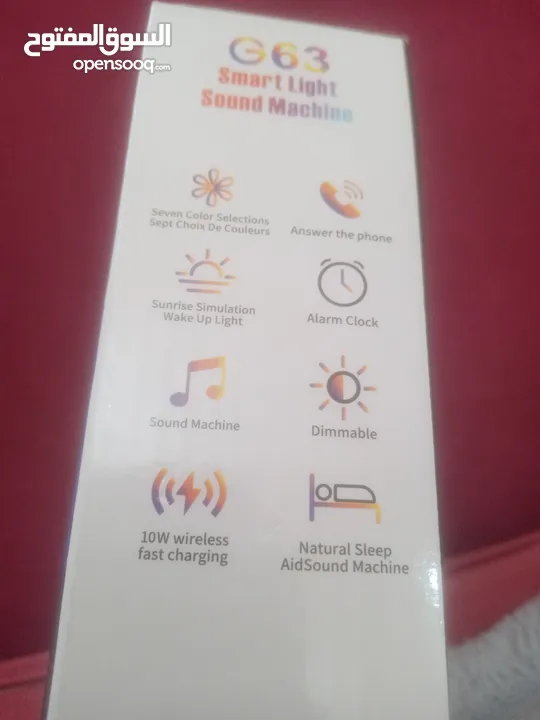 السوق المفتوح
opensooq.com
G63
Smart Light
Sound Machine
Seven Color Selections
Sept Choix De Couleurs
Answer the phone
Sunrise Simulation
Wake Up Light
Alarm Clock
Sound Machine
Dimmable
10W wireless
fast charging
Natural Sleep
AidSound Machine